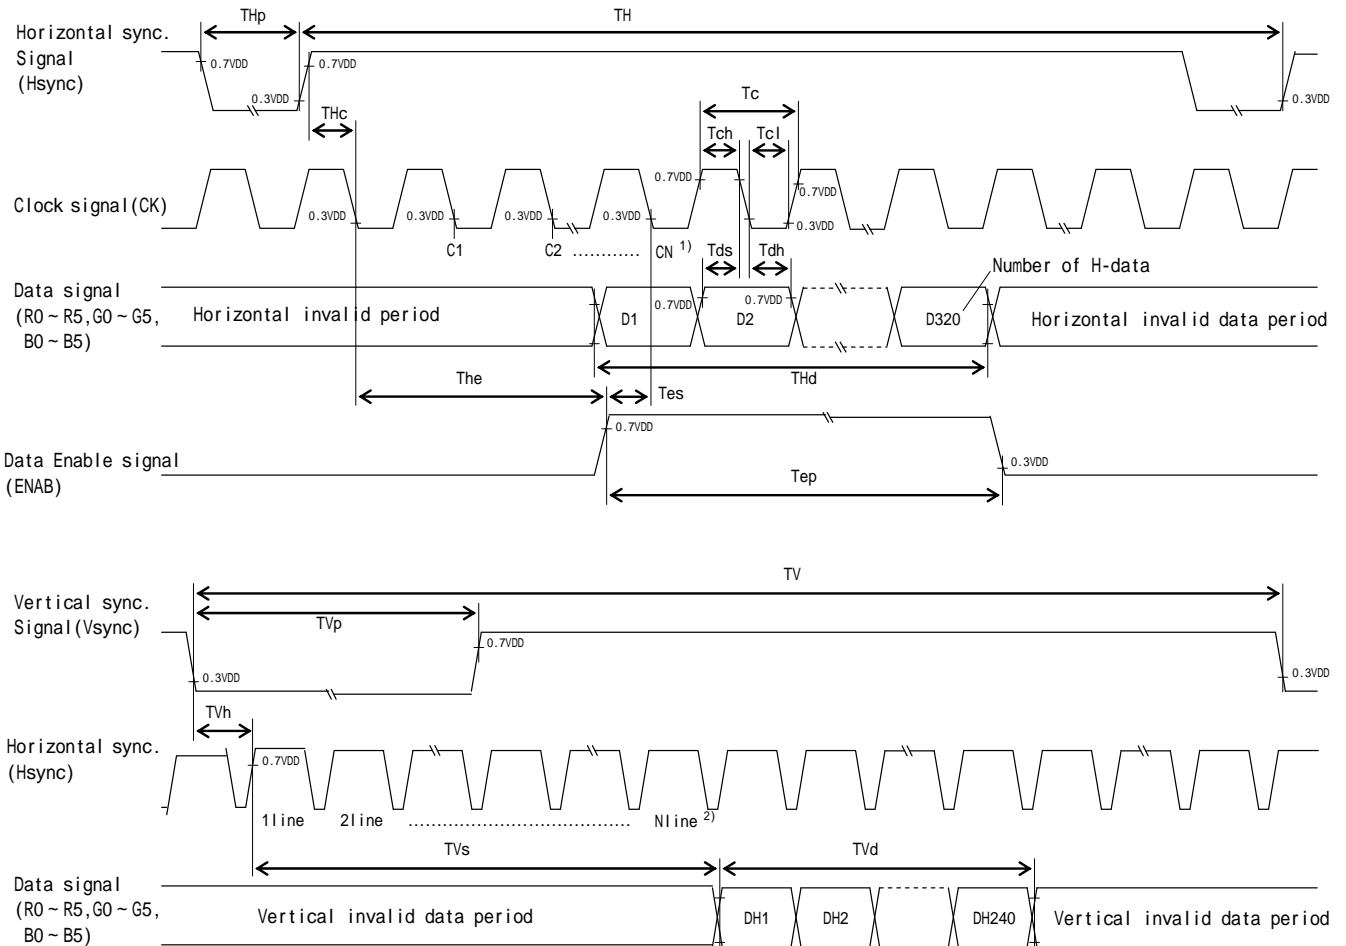 THp
TH
Horizontal sync.
Signal
(Hsync)
0.7VDD
0.7VDD
0.3VDD
0.3VDD
THc
Tc
Tch
Tcl
Clock signal(CK)
0.7VDD
0.7VDD
0.3VDD
0.3VDD
0.3VDD
0.3VDD
0.3VDD
C1
C2 ............ CN 1)
Tds
Tdh
Number of H-data
Data signal
(R0~R5,G0~G5,
B0~B5)
Horizontal invalid period
0.7VDD
0.7VDD
D1
D2
D320
Horizontal invalid data period
The
THd
Tes
0.7VDD
Data Enable signal
(ENAB)
0.3VDD
Tep
TV
Vertical sync.
Signal(Vsync)
TVp
0.7VDD
0.3VDD
0.3VDD
TVh
Horizontal sync.
(Hsync)
0.7VDD
1line 2line ...................................... Nline 2)
TVs
TVd
Data signal
(R0~R5,G0~G5,
B0~B5)
Vertical invalid data period
DH1
DH2
DH240
Vertical invalid data period